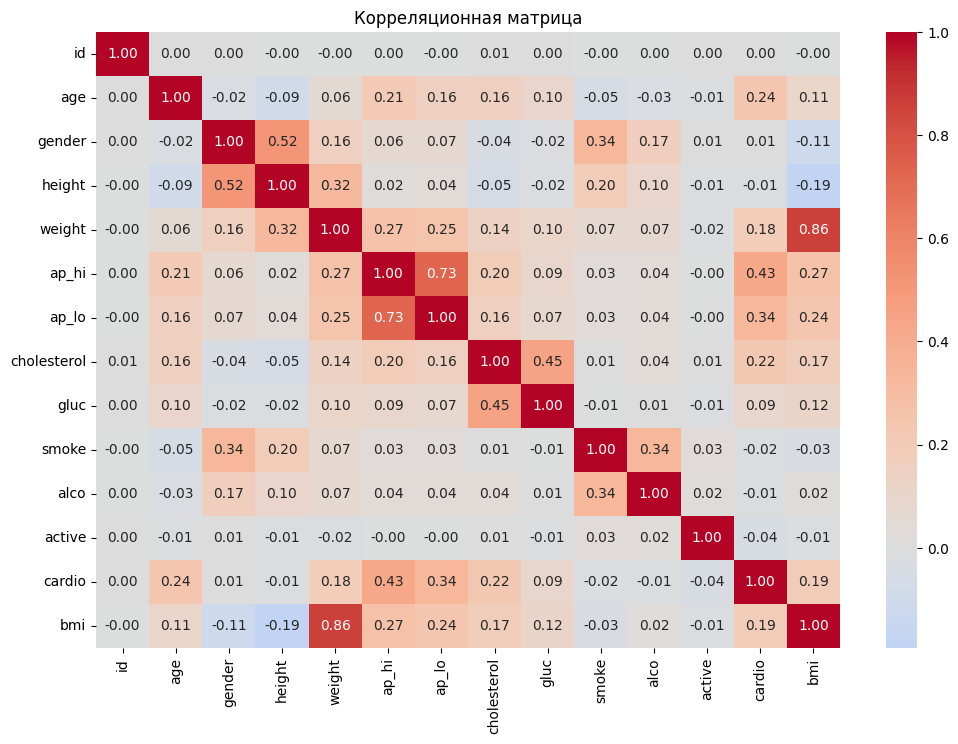 Корреляционная матрица
id 1.00 0.00 0.00 -0.00 -0.00 0.00 -0.00 0.01 0.00 -0.00 0.00 0.00 0.00 -0.00
age 0.00 1.00 -0.02 -0.09 0.06 0.21 0.16 0.16 0.10 -0.05 -0.03 -0.01 0.24 0.11
gender 0.00 -0.02 1.00 0.52 0.16 0.06 0.07 -0.04 -0.02 0.34 0.17 0.01 0.01 -0.11
height -0.00 -0.09 0.52 1.00 0.32 0.02 0.04 -0.05 -0.02 0.20 0.10 -0.01 -0.01 -0.19
weight -0.00 0.06 0.16 0.32 1.00 0.27 0.25 0.14 0.10 0.07 0.07 -0.02 0.18 0.86
ap_hi 0.00 0.21 0.06 0.02 0.27 1.00 0.73 0.20 0.09 0.03 0.04 -0.00 0.43 0.27
ap_lo -0.00 0.16 0.07 0.04 0.25 0.73 1.00 0.16 0.07 0.03 0.04 -0.00 0.34 0.24
cholesterol 0.01 0.16 -0.04 -0.05 0.14 0.20 0.16 1.00 0.45 0.01 0.04 0.01 0.22 0.17
gluc 0.00 0.10 -0.02 -0.02 0.10 0.09 0.07 0.45 1.00 -0.01 0.01 -0.01 0.09 0.12
smoke -0.00 -0.05 0.34 0.20 0.07 0.03 0.03 0.01 -0.01 1.00 0.34 0.03 -0.02 -0.03
alco 0.00 -0.03 0.17 0.10 0.07 0.04 0.04 0.04 0.01 0.34 1.00 0.02 -0.01 0.02
active 0.00 -0.01 0.01 -0.01 -0.02 -0.00 -0.00 0.01 -0.01 0.03 0.02 1.00 -0.04 -0.01
cardio 0.00 0.24 0.01 -0.01 0.18 0.43 0.34 0.22 0.09 -0.02 -0.01 -0.04 1.00 0.19
bmi -0.00 0.11 -0.11 -0.19 0.86 0.27 0.24 0.17 0.12 -0.03 0.02 -0.01 0.19 1.00
id age gender height weight ap_hi ap_lo cholesterol gluc smoke alco active cardio bmi
1.0
0.8
0.6
0.4
0.2
0.0